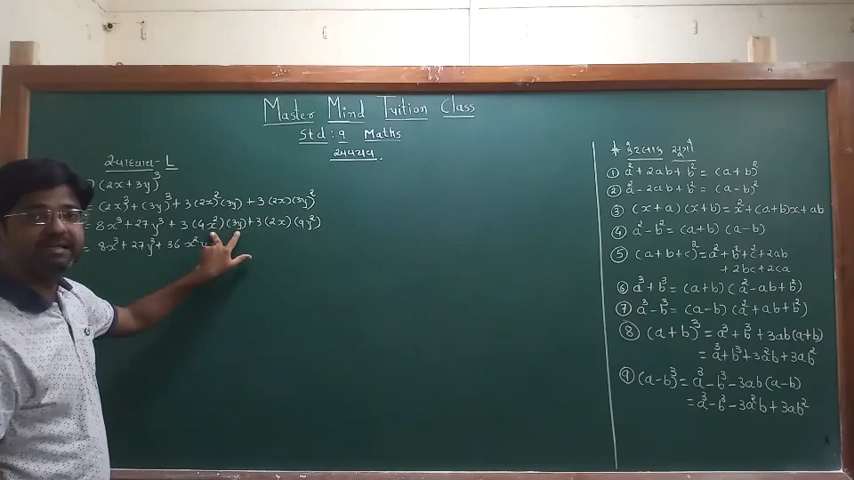 Master Mind Tuition Class
Std : 9 Maths
અવયવ.
સ્વાધ્યાય - L
) (2x + 3y)³
= (2x)³ + (3y)³ + 3(2x)²(3y) + 3(2x)(3y)²
= 8x³ + 27y³ + 3(4x²)(3y) + 3(2x)(9y²)
= 8x³ + 27y³ + 36x²y
* કેટલાક સૂત્રો
① a² + 2ab + b² = (a+b)²
② a² - 2ab + b² = (a-b)²
③ (x+a)(x+b) = x² + (a+b)x + ab
④ a² - b² = (a+b)(a-b)
⑤ (a+b+c)² = a² + b² + c² + 2ab
+ 2bc + 2ca
⑥ a³ + b³ = (a+b)(a² - ab + b²)
⑦ a³ - b³ = (a-b)(a² + ab + b²)
⑧ (a+b)³ = a³ + b³ + 3ab(a+b)
= a³ + b³ + 3a²b + 3ab²
⑨ (a-b)³ = a³ - b³ - 3ab(a-b)
= a³ - b³ - 3a²b + 3ab²